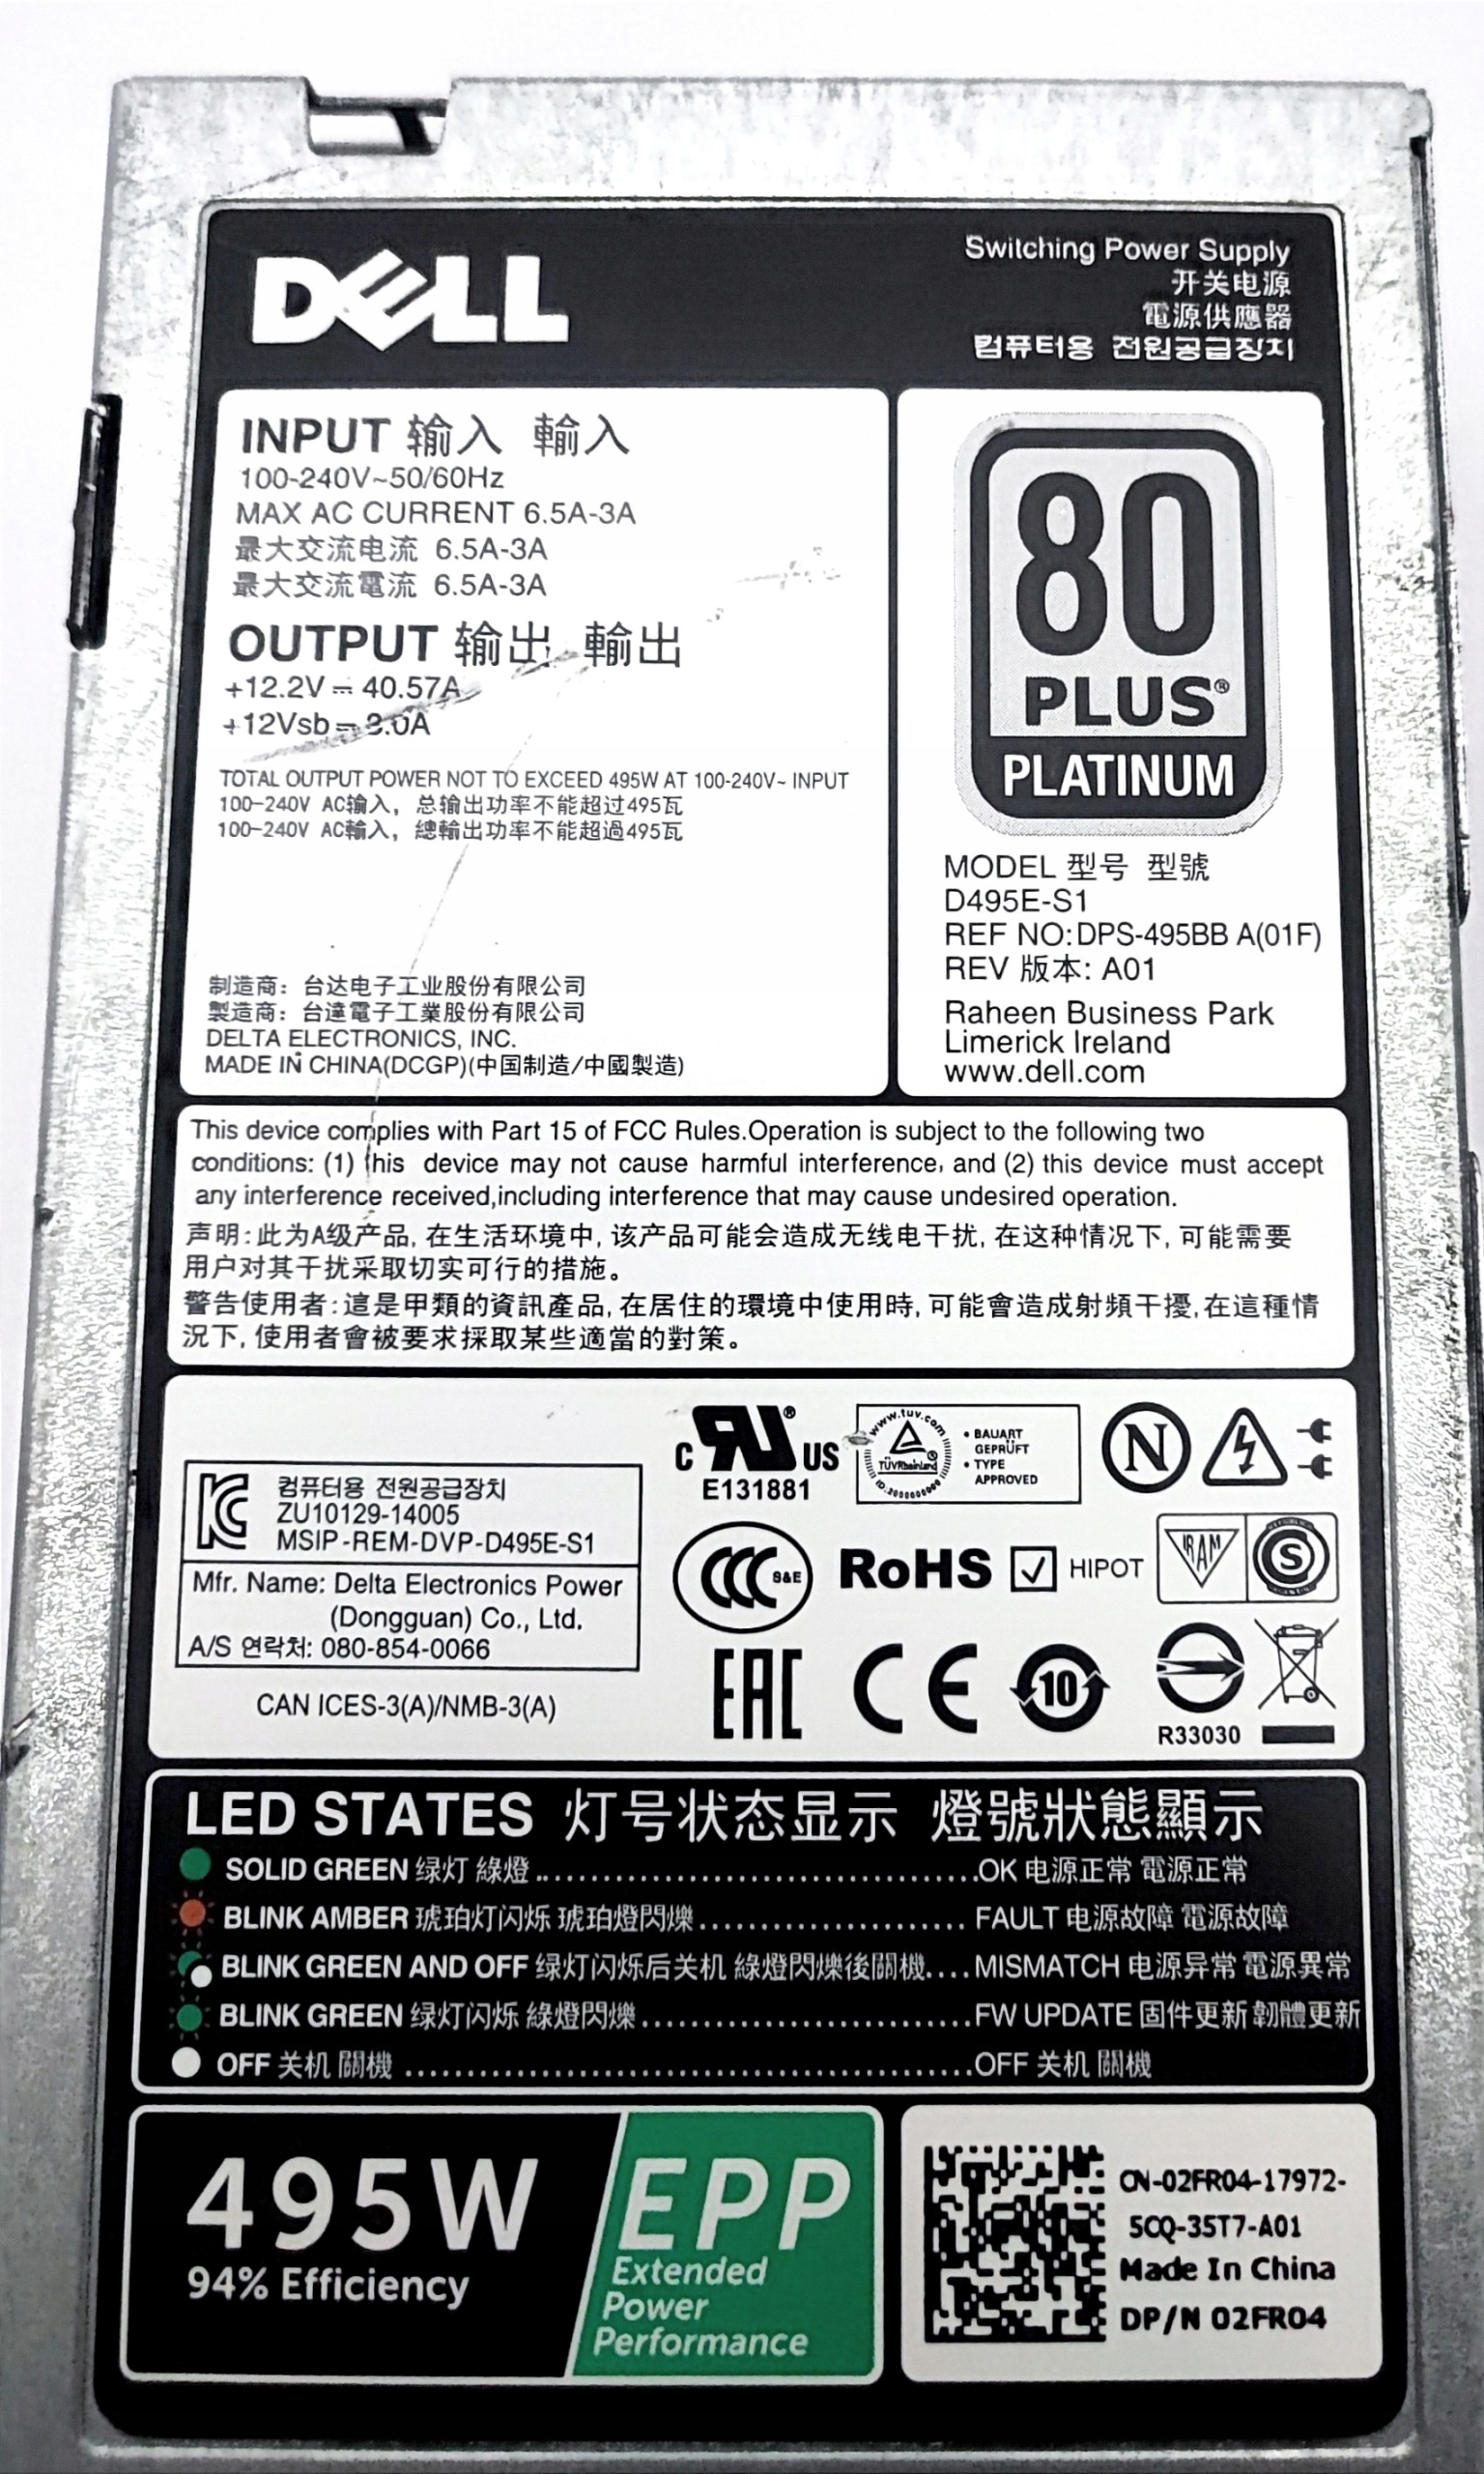 DELL
Switching Power Supply
开关电源
電源供應器
컴퓨터용 전원공급장치
INPUT 输入 輸入
100-240V~50/60Hz
MAX AC CURRENT 6.5A-3A
最大交流电流 6.5A-3A
最大交流電流 6.5A-3A
OUTPUT 输出 輸出
+12.2V⎓ 40.57A
+12Vsb⎓ 3.0A
TOTAL OUTPUT POWER NOT TO EXCEED 495W AT 100-240V~ INPUT
100-240V AC输入，总输出功率不能超过495瓦
100-240V AC輸入，總輸出功率不能超過495瓦
制造商：台达电子工业股份有限公司
製造商：台達電子工業股份有限公司
DELTA ELECTRONICS, INC.
MADE IN CHINA(DCGP)(中国制造/中國製造)
80
PLUS®
PLATINUM
MODEL 型号 型號
D495E-S1
REF NO:DPS-495BB A(01F)
REV 版本: A01
Raheen Business Park
Limerick Ireland
www.dell.com
This device complies with Part 15 of FCC Rules.Operation is subject to the following two
conditions: (1) this device may not cause harmful interference, and (2) this device must accept
any interference received,including interference that may cause undesired operation.
声明:此为A级产品,在生活环境中,该产品可能会造成无线电干扰,在这种情况下,可能需要
用户对其干扰采取切实可行的措施。
警告使用者:這是甲類的資訊產品,在居住的環境中使用時,可能會造成射頻干擾,在這種情
況下,使用者會被要求採取某些適當的對策。
컴퓨터용 전원공급장치
ZU10129-14005
MSIP-REM-DVP-D495E-S1
Mfr. Name: Delta Electronics Power
(Dongguan) Co., Ltd.
A/S 연락처: 080-854-0066
CAN ICES-3(A)/NMB-3(A)
C RU® US
E131881
www.tuv.com
TÜVRheinland®
ID.2000000000
• BAUART
GEPRÜFT
• TYPE
APPROVED
N
CCC S&E
RoHS
HIPOT
IRAM
S
EAC
CE
10
R33030
LED STATES 灯号状态显示 燈號狀態顯示
SOLID GREEN 绿灯 綠燈 ......................................OK 电源正常 電源正常
BLINK AMBER 琥珀灯闪烁 琥珀燈閃爍........................ FAULT 电源故障 電源故障
BLINK GREEN AND OFF 绿灯闪烁后关机 綠燈閃爍後關機.... MISMATCH 电源异常 電源異常
BLINK GREEN 绿灯闪烁 綠燈閃爍..............................FW UPDATE 固件更新 韌體更新
OFF 关机 關機 ..................................................OFF 关机 關機
495W
94% Efficiency
EPP
Extended
Power
Performance
CN-02FR04-17972-
5CQ-35T7-A01
Made In China
DP/N 02FR04